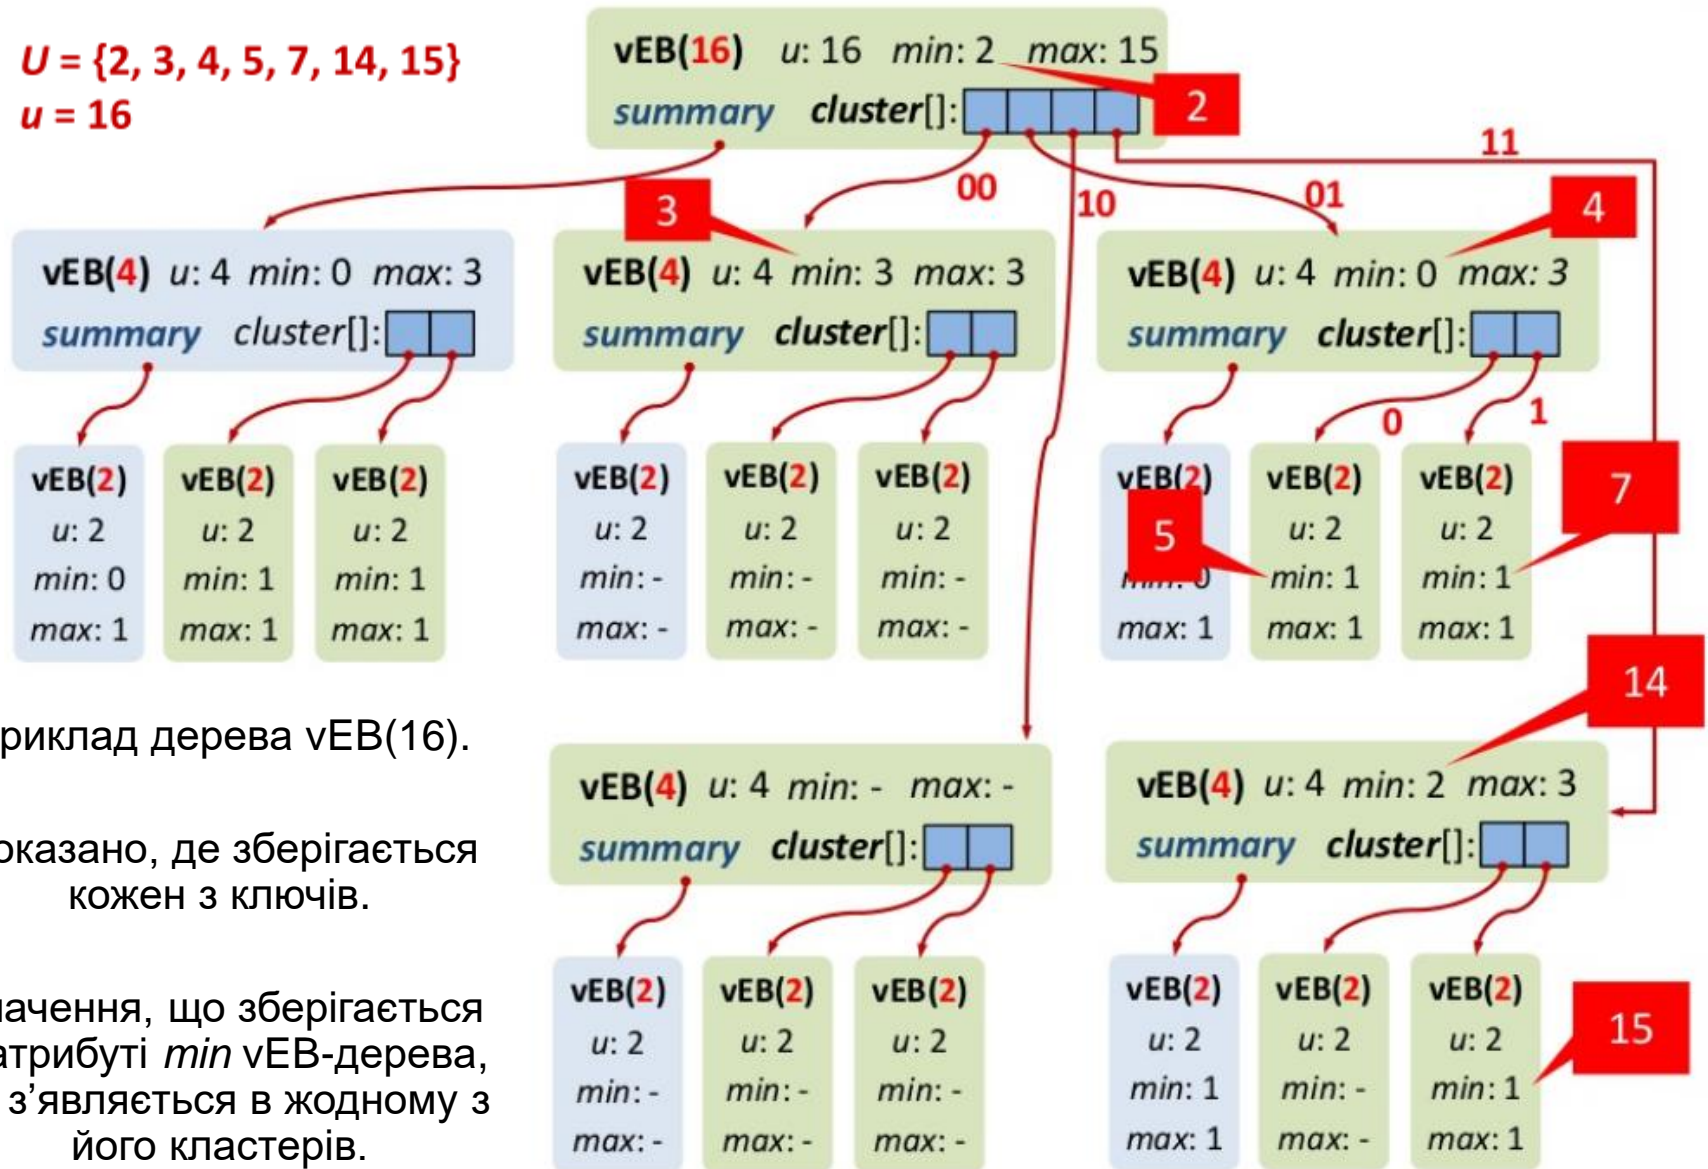 U = {2, 3, 4, 5, 7, 14, 15}
u = 16
vEB(16) u: 16 min: 2 max: 15
summary cluster[]:
2
00
10
01
11
3
4
vEB(4) u: 4 min: 0 max: 3
summary cluster[]:
vEB(4) u: 4 min: 3 max: 3
summary cluster[]:
vEB(4) u: 4 min: 0 max: 3
summary cluster[]:
0
1
vEB(2)
u: 2
min: 0
max: 1
vEB(2)
u: 2
min: 1
max: 1
vEB(2)
u: 2
min: 1
max: 1
vEB(2)
u: 2
min: -
max: -
vEB(2)
u: 2
min: -
max: -
vEB(2)
u: 2
min: -
max: -
vEB(2)
5
0
max: 1
vEB(2)
u: 2
min: 1
max: 1
vEB(2)
u: 2
min: 1
max: 1
7
14
риклад дерева vEB(16).
оказано, де зберігається
кожен з ключів.
ачення, що зберігається
атрибуті min vEB-дерева,
з’являється в жодному з
його кластерів.
vEB(4) u: 4 min: - max: -
summary cluster[]:
vEB(4) u: 4 min: 2 max: 3
summary cluster[]:
vEB(2)
u: 2
min: -
max: -
vEB(2)
u: 2
min: -
max: -
vEB(2)
u: 2
min: -
max: -
vEB(2)
u: 2
min: 1
max: 1
vEB(2)
u: 2
min: -
max: -
vEB(2)
u: 2
min: 1
max: 1
15